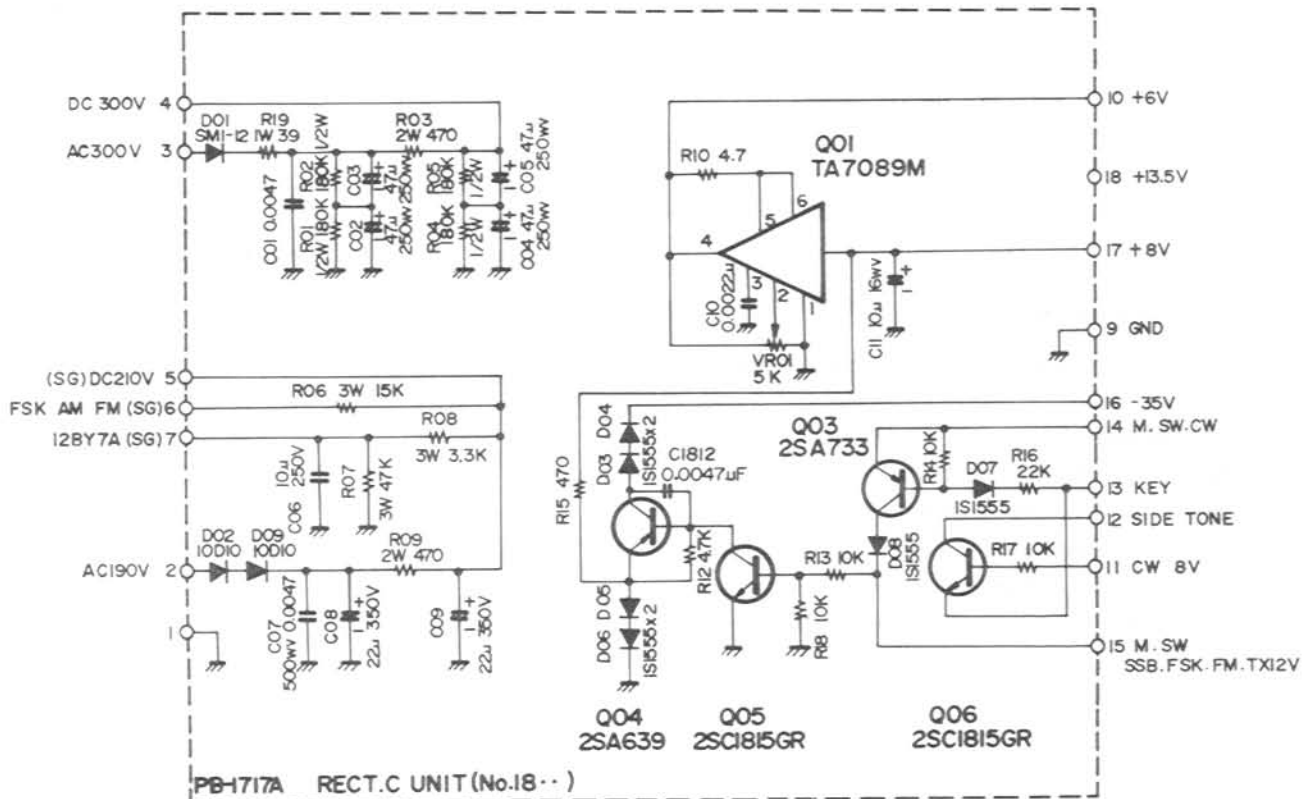 DC 300V 4
AC300V 3
D01
SM1-12
R19
1W 39
R03
2W 470
C01 0.0047
R02 180K 1/2W
R01 180K
1/2W
C03
47µ
250WV
C02
47µ
250WV
R05
180K
1/2W
R04
180K
1/2W
C05 47µ
250WV
C04 47µ
250WV
(SG)DC210V 5
FSK AM FM (SG) 6
12BY7A (SG) 7
R06 3W 15K
R08
3W 3.3K
C06
10µ
250V
R07
3W 47K
AC190V 2
D02
10D10
D09
10D10
R09
2W 470
C07
500WV 0.0047
C08
22µ 350V
C09
22µ 350V
1
10 +6V
Q01
TA7089M
R10 4.7
18 +13.5V
17 +8V
4
5
6
3
2
1
C10
0.0022µ
VR01
5K
C11 10µ 16WV
9 GND
16 -35V
14 M.SW.CW
13 KEY
12 SIDE TONE
11 CW 8V
15 M.SW
SSB.FSK.FM.TX12V
R15 470
D03 D04
1S1555x2
C1812
0.0047µF
R12 4.7K
D06 D05
1S1555x2
Q03
2SA733
R14 10K
D07
1S1555
R16
22K
D08
1S1555
R13 10K
R18 10K
R17 10K
Q04
2SA639
Q05
2SC1815GR
Q06
2SC1815GR
PB-1717A RECT.C UNIT (No.18··)